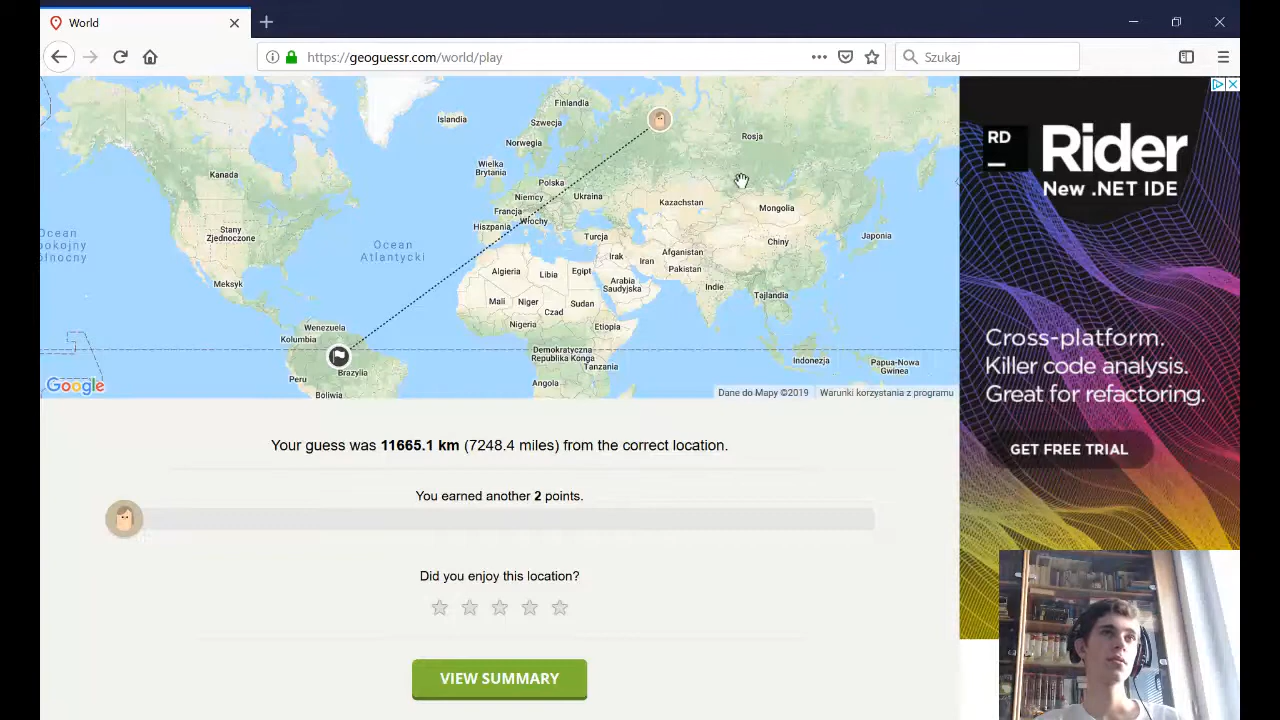 World
https://geoguessr.com/world/play
Szukaj
Islandia
Finlandia
Szwecja
Norwegia
Rosja
Kanada
Wielka
Brytania
Polska
Niemcy
Ukraina
Kazachstan
Mongolia
Francja
Włochy
Hiszpania
Stany
Zjednoczone
Ocean
Atlantycki
Ocean
spokojny
północny
Turcja
Chiny
Japonia
Irak
Iran
Afganistan
Pakistan
Algieria
Libia
Egipt
Arabia
Saudyjska
Indie
Tajlandia
Meksyk
Mali
Niger
Czad
Sudan
Nigeria
Etiopia
Wenezuela
Kolumbia
Demokratyczna
Republika Konga
Tanzania
Indonezja
Papua-Nowa
Gwinea
Peru
Brazylia
Angola
Boliwia
Google
Dane do Mapy ©2019
Warunki korzystania z programu
Your guess was 11665.1 km (7248.4 miles) from the correct location.
You earned another 2 points.
Did you enjoy this location?
VIEW SUMMARY
RD
Rider
New .NET IDE
Cross-platform.
Killer code analysis.
Great for refactoring.
GET FREE TRIAL